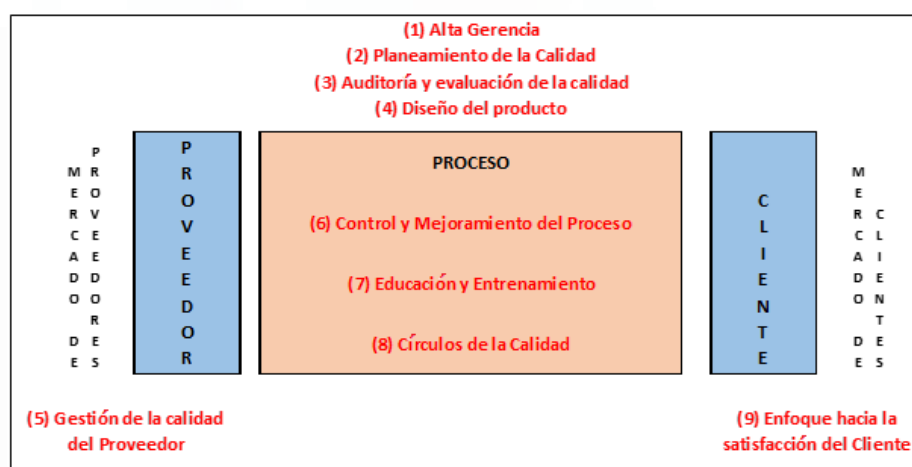 (1) Alta Gerencia
(2) Planeamiento de la Calidad
(3) Auditoría y evaluación de la calidad
(4) Diseño del producto
MERCADO DE
PROVEEDORES
PROVEEDOR
PROCESO
(6) Control y Mejoramiento del Proceso
(7) Educación y Entrenamiento
(8) Círculos de la Calidad
CLIENTE
MERCADO DE
CLIENTES
(5) Gestión de la calidad
del Proveedor
(9) Enfoque hacia la
satisfacción del Cliente